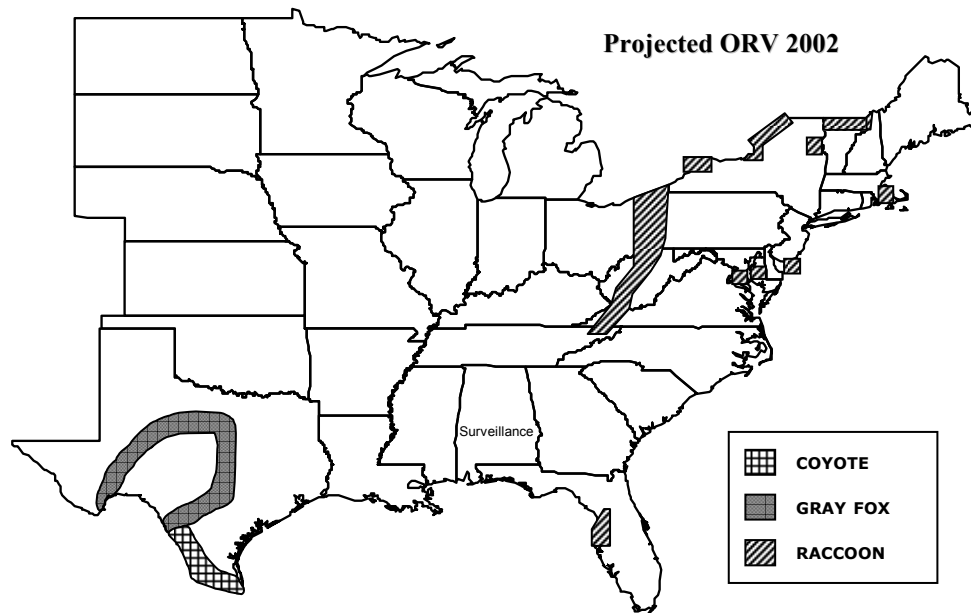 Projected ORV 2002
Surveillance
COYOTE
GRAY FOX
RACCOON